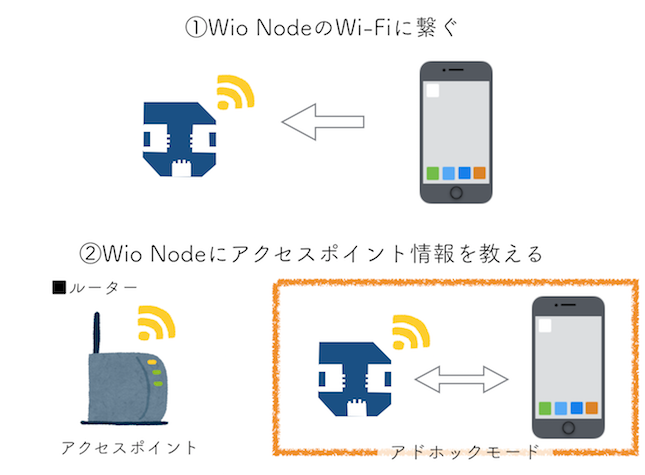 ①Wio NodeのWi-Fiに繋ぐ
②Wio Nodeにアクセスポイント情報を教える
■ルーター
アクセスポイント
アドホックモード